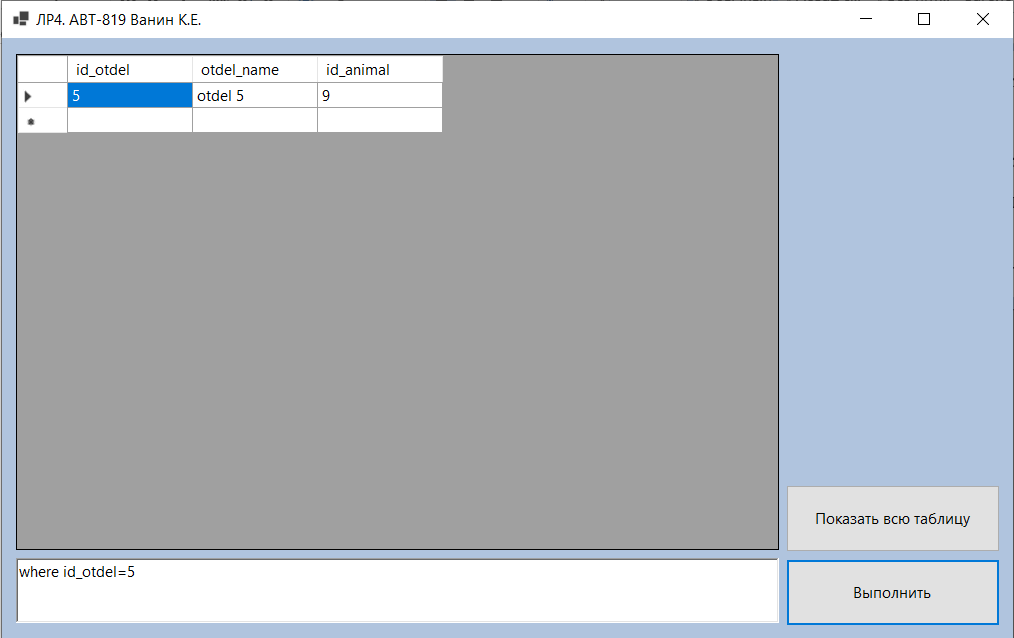 ЛР4. АВТ-819 Ванин К.Е.
id_otdel otdel_name id_animal
5 otdel 5 9
Показать всю таблицу
where id_otdel=5
Выполнить